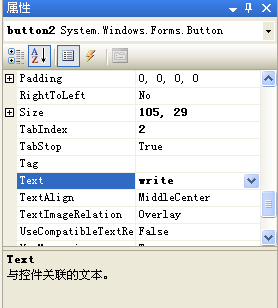 属性
button2 System.Windows.Forms.Button
Padding 0, 0, 0, 0
RightToLeft No
Size 105, 29
TabIndex 2
TabStop True
Tag
Text write
TextAlign MiddleCenter
TextImageRelation Overlay
UseCompatibleTextRe False
Text
与控件关联的文本。